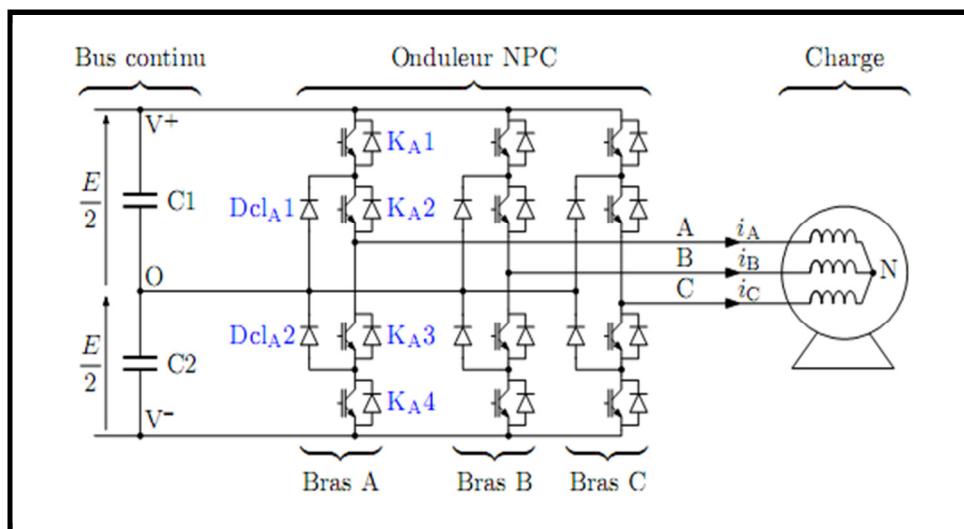 Bus continu
Onduleur NPC
Charge
V+
E/2
C1
O
E/2
C2
V-
K_A1
Dcl_A1
K_A2
Dcl_A2
K_A3
K_A4
A
i_A
B
i_B
C
i_C
N
Bras A
Bras B
Bras C